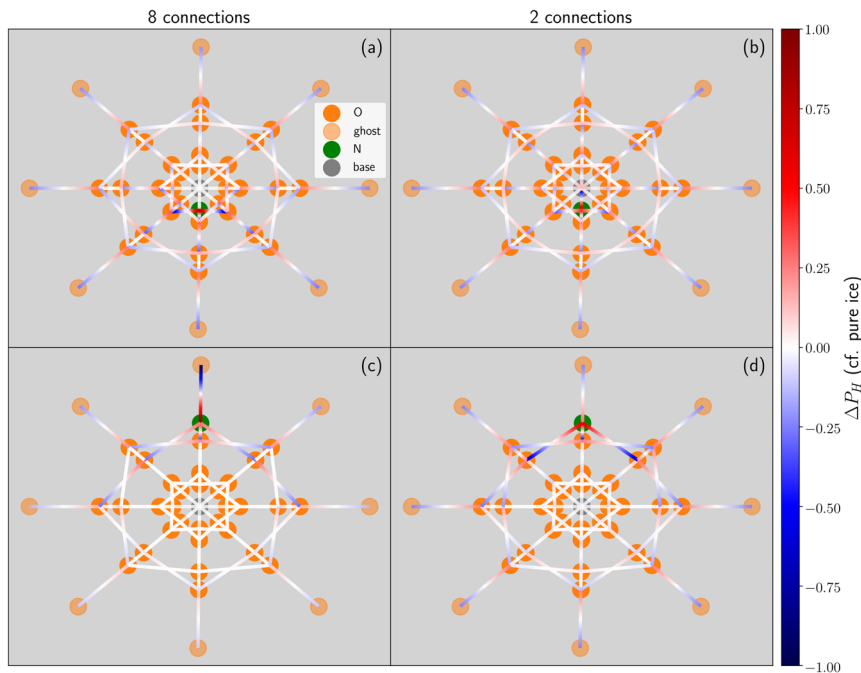 8 connections
2 connections
(a)
(b)
O
ghost
N
base
(c)
(d)
1.00
0.75
0.50
0.25
0.00
−0.25
−0.50
−0.75
−1.00
ΔP_H (cf. pure ice)